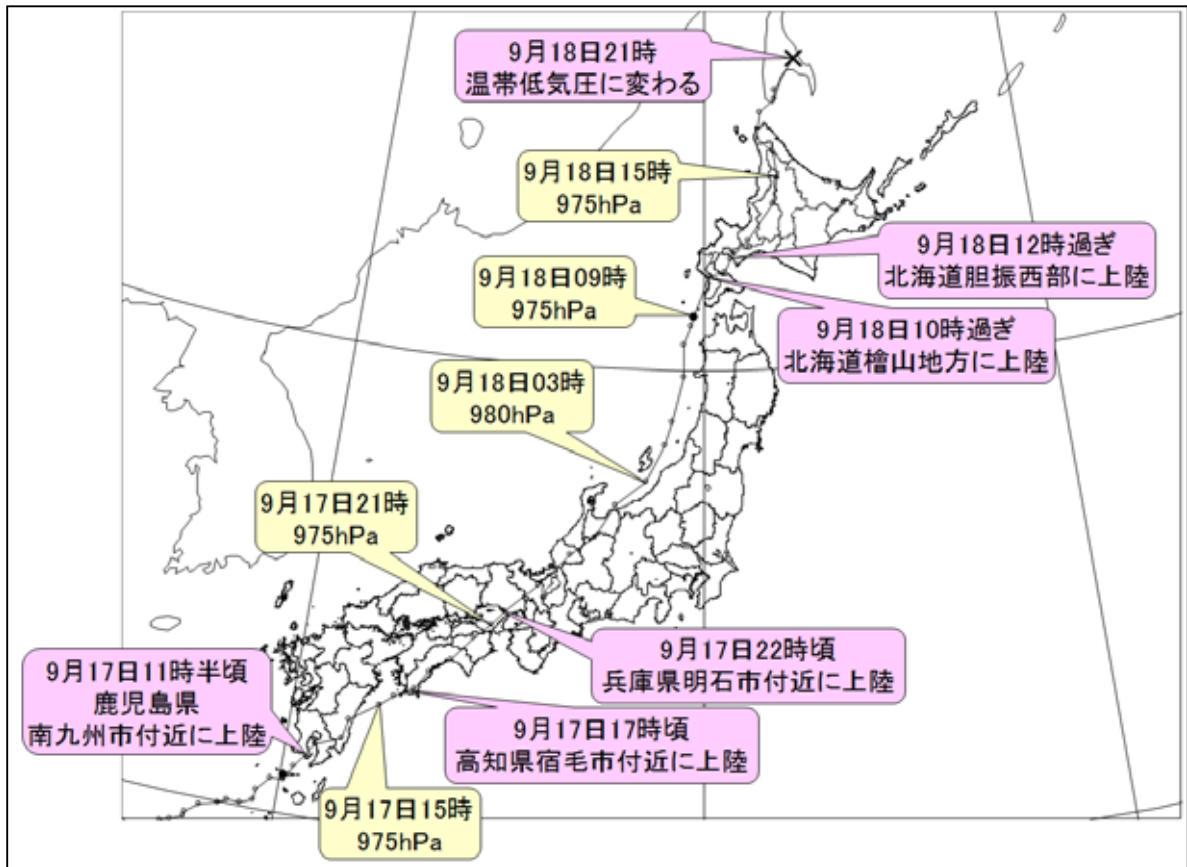 9月18日21時
温帯低気圧に変わる
9月18日15時
975hPa
9月18日12時過ぎ
北海道胆振西部に上陸
9月18日09時
975hPa
9月18日10時過ぎ
北海道檜山地方に上陸
9月18日03時
980hPa
9月17日21時
975hPa
9月17日22時頃
兵庫県明石市付近に上陸
9月17日11時半頃
鹿児島県
南九州市付近に上陸
9月17日17時頃
高知県宿毛市付近に上陸
9月17日15時
975hPa